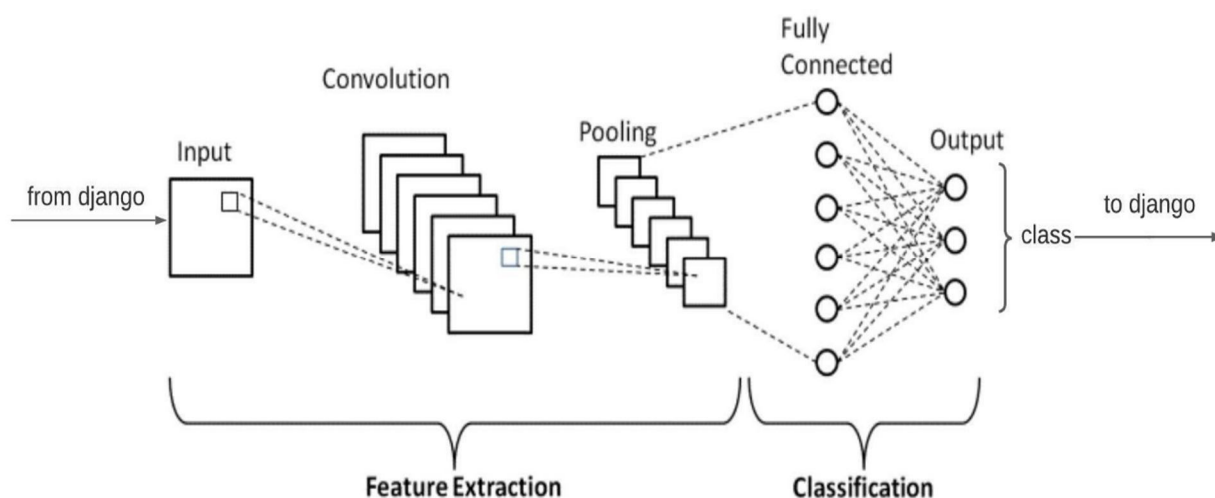 Fully
Connected
Convolution
Pooling
Output
Input
from django
to django
class
Feature Extraction
Classification